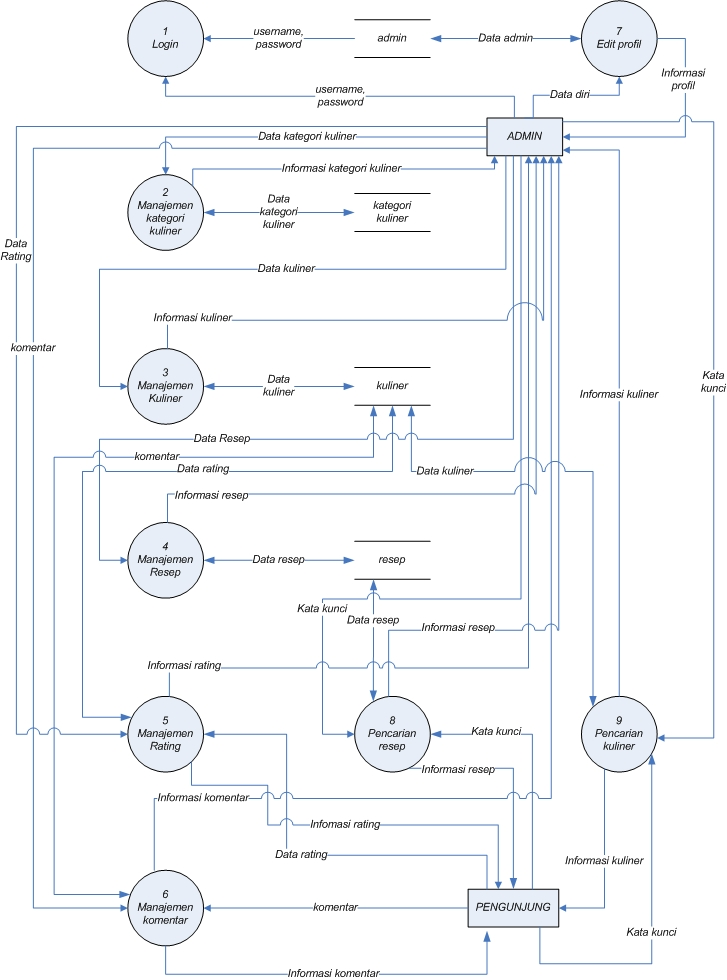 1
Login
username,
password
admin
Data admin
7
Edit profil
Informasi
profil
username,
password
Data diri
ADMIN
Data kategori kuliner
Informasi kategori kuliner
2
Manajemen
kategori
kuliner
Data
kategori
kuliner
kategori
kuliner
Data
Rating
Data kuliner
Informasi kuliner
komentar
3
Manajemen
Kuliner
Data
kuliner
kuliner
Informasi kuliner
Kata
kunci
Data Resep
komentar
Data rating
Data kuliner
Informasi resep
4
Manajemen
Resep
Data resep
resep
Kata kunci
Data resep
Informasi resep
Informasi rating
5
Manajemen
Rating
8
Pencarian
resep
Kata kunci
9
Pencarian
kuliner
Informasi resep
Informasi komentar
Infomasi rating
Data rating
Informasi kuliner
6
Manajemen
komentar
komentar
PENGUNJUNG
Kata kunci
Informasi komentar